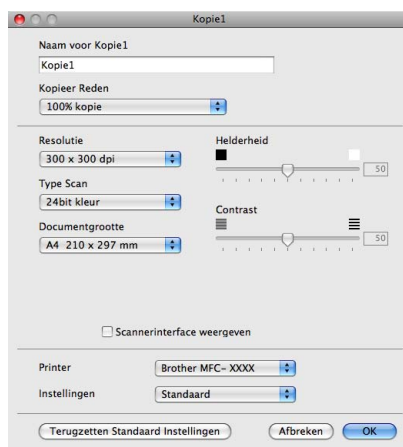 Kopie1
Naam voor Kopie1
Kopie1
Kopieer Reden
100% kopie
Resolutie
300 x 300 dpi
Type Scan
24bit kleur
Documentgrootte
A4 210 x 297 mm
Helderheid
50
Contrast
50
Scannerinterface weergeven
Printer
Brother MFC- XXXX
Instellingen
Standaard
Terugzetten Standaard Instellingen
Afbreken
OK